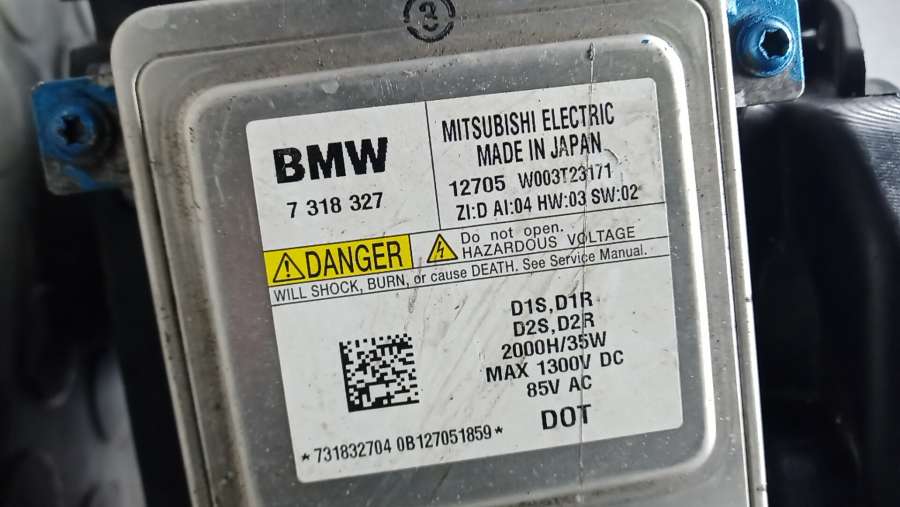 3
BMW
7 318 327
MITSUBISHI ELECTRIC
MADE IN JAPAN
12705 W003T23171
ZI:D AI:04 HW:03 SW:02
DANGER
Do not open.
HAZARDOUS VOLTAGE
WILL SHOCK, BURN, or cause DEATH. See Service Manual.
D1S,D1R
D2S,D2R
2000H/35W
MAX 1300V DC
85V AC
DOT
*731832704 0B127051859*